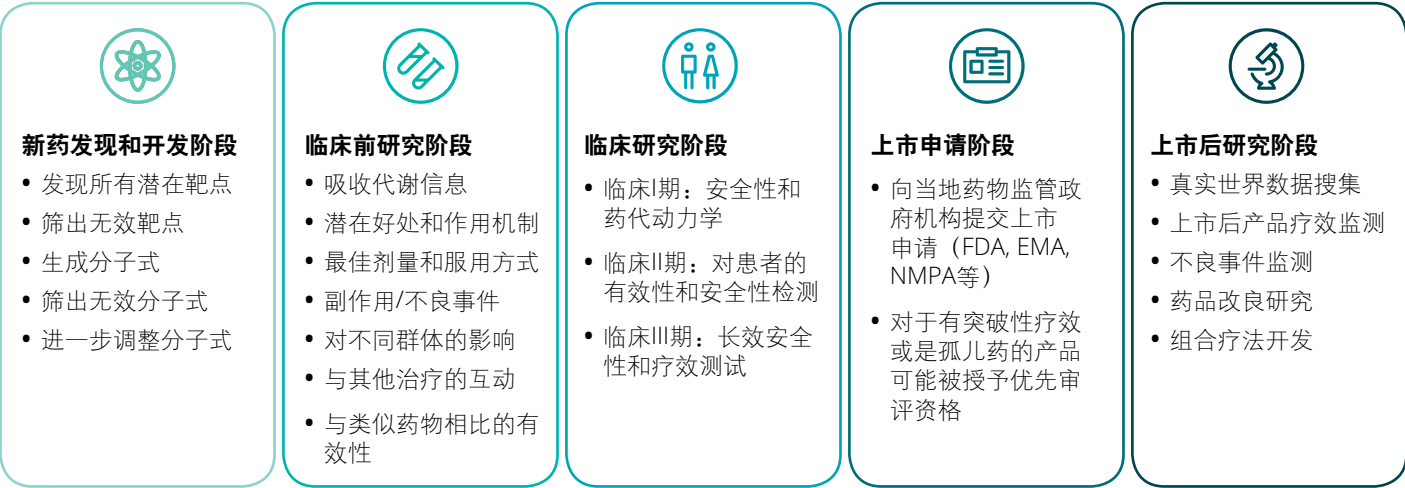 新药发现和开发阶段
• 发现所有潜在靶点
• 筛出无效靶点
• 生成分子式
• 筛出无效分子式
• 进一步调整分子式
临床前研究阶段
• 吸收代谢信息
• 潜在好处和作用机制
• 最佳剂量和服用方式
• 副作用/不良事件
• 对不同群体的影响
• 与其他治疗的互动
• 与类似药物相比的有
效性
临床研究阶段
• 临床I期：安全性和
药代动力学
• 临床II期：对患者的
有效性和安全性检测
• 临床III期：长效安全
性和疗效测试
上市申请阶段
• 向当地药物监管政
府机构提交上市
申请（FDA, EMA,
NMPA等）
• 对于有突破性疗效
或是孤儿药的产品
可能被授予优先审
评资格
上市后研究阶段
• 真实世界数据搜集
• 上市后产品疗效监测
• 不良事件监测
• 药品改良研究
• 组合疗法开发